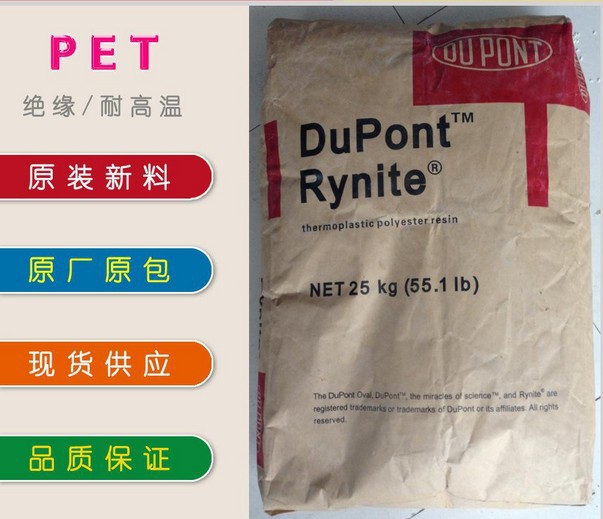 PET
绝缘/耐高温
原装新料
原厂原包
现货供应
品质保证
DU PONT
DuPont™
Rynite®
thermoplastic polyester resin
NET 25 kg (55.1 lb)
The DuPont Oval, DuPont™, the miracles of science™, and Rynite® are
registered trademarks or trademarks of DuPont or its affiliates. All rights
reserved.